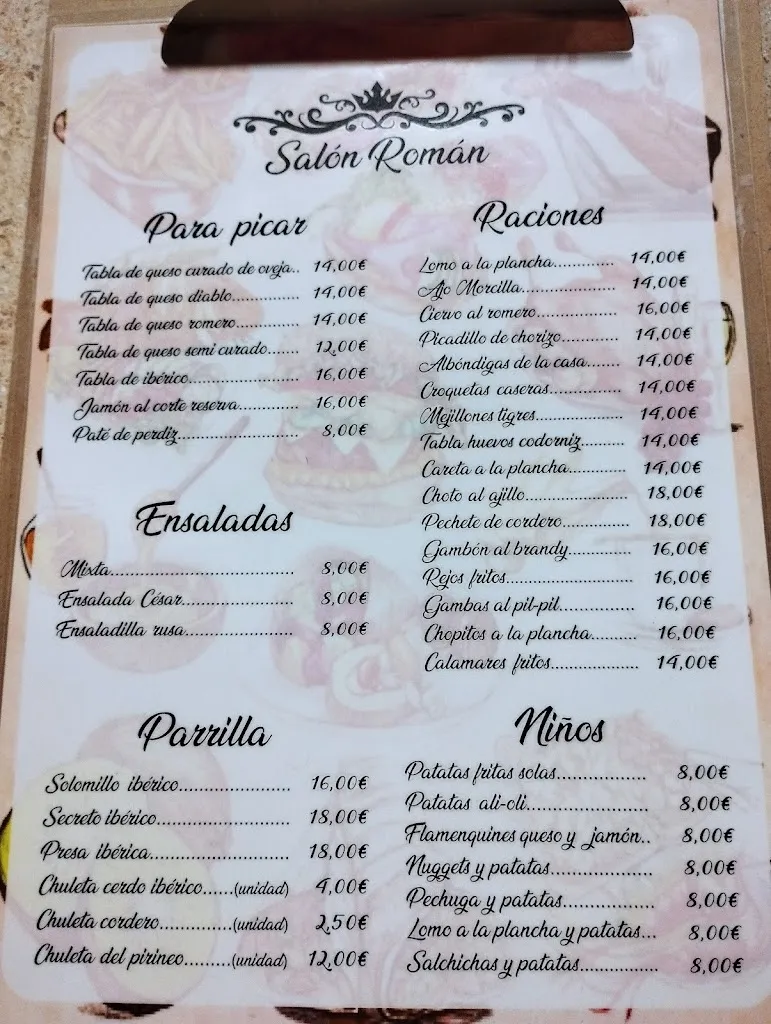 Salón Román
Para picar
Tabla de queso curado de oveja.. 14,00€
Tabla de queso diablo.............. 14,00€
Tabla de queso romero............. 14,00€
Tabla de queso semi curado....... 12,00€
Tabla de ibérico........................ 16,00€
Jamón al corte reserva............. 16,00€
Paté de perdiz.......................... 8,00€
Ensaladas
Mixta....................................... 8,00€
Ensalada César........................ 8,00€
Ensaladilla rusa....................... 8,00€
Parrilla
Solomillo ibérico...................... 16,00€
Secreto ibérico.......................... 18,00€
Presa ibérica............................ 18,00€
Chuleta cerdo ibérico......(unidad) 4,00€
Chuleta cordero..............(unidad) 2,50€
Chuleta del pirineo.........(unidad) 12,00€
Raciones
Lomo a la plancha............ 14,00€
Ajo Morcilla...................... 14,00€
Ciervo al romero................ 16,00€
Picadillo de chorizo........... 14,00€
Albóndigas de la casa....... 14,00€
Croquetas caseras.............. 14,00€
Mejillones tigres................ 14,00€
Tabla huevos codorniz......... 14,00€
Careta a la plancha............ 14,00€
Choto al ajillo.................... 18,00€
Pechete de cordero.............. 18,00€
Gambón al brandy............. 16,00€
Rejos fritos........................ 16,00€
Gambas al pil-pil............... 16,00€
Chopitos a la plancha......... 16,00€
Calamares fritos................. 14,00€
Niños
Patatas fritas solas................. 8,00€
Patatas ali-oli....................... 8,00€
Flamenquines queso y jamón.. 8,00€
Nuggets y patatas................... 8,00€
Pechuga y patatas................. 8,00€
Lomo a la plancha y patatas... 8,00€
Salchichas y patatas............... 8,00€